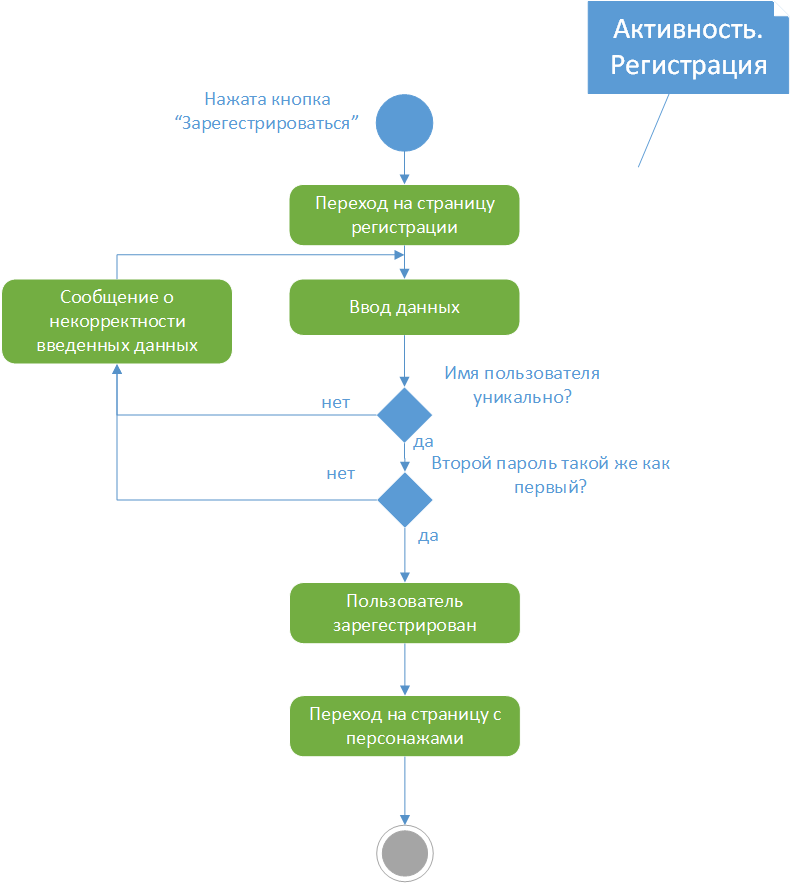 Активность.
Регистрация
Нажата кнопка
“Зарегестрироваться”
Переход на страницу
регистрации
Сообщение о
некорректности
введенных данных
Ввод данных
Имя пользователя
уникально?
нет
да
Второй пароль такой же как
первый?
нет
да
Пользователь
зарегестрирован
Переход на страницу с
персонажами